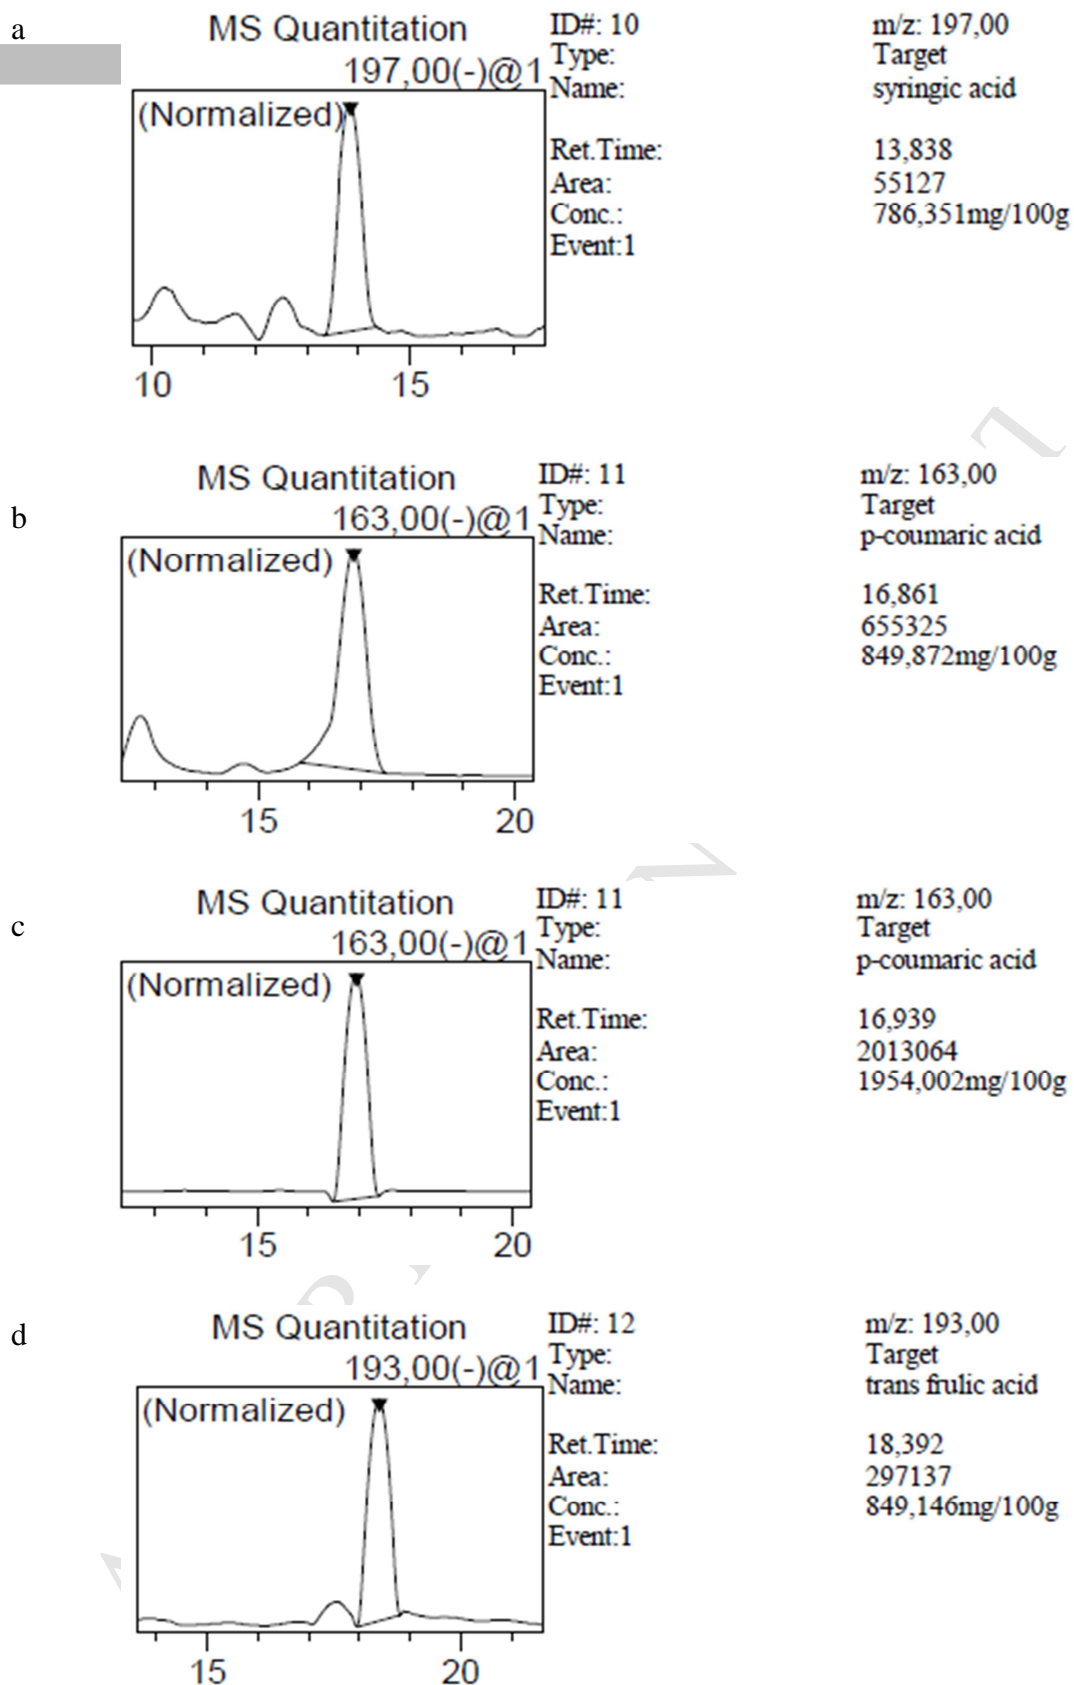 a
MS Quantitation
197,00(-)@1
(Normalized)
10 15
ID#: 10 m/z: 197,00
Type: Target
Name: syringic acid
Ret.Time: 13,838
Area: 55127
Conc.: 786,351mg/100g
Event:1
b
MS Quantitation
163,00(-)@1
(Normalized)
15 20
ID#: 11 m/z: 163,00
Type: Target
Name: p-coumaric acid
Ret.Time: 16,861
Area: 655325
Conc.: 849,872mg/100g
Event:1
c
MS Quantitation
163,00(-)@1
(Normalized)
15 20
ID#: 11 m/z: 163,00
Type: Target
Name: p-coumaric acid
Ret.Time: 16,939
Area: 2013064
Conc.: 1954,002mg/100g
Event:1
d
MS Quantitation
193,00(-)@1
(Normalized)
15 20
ID#: 12 m/z: 193,00
Type: Target
Name: trans frulic acid
Ret.Time: 18,392
Area: 297137
Conc.: 849,146mg/100g
Event:1